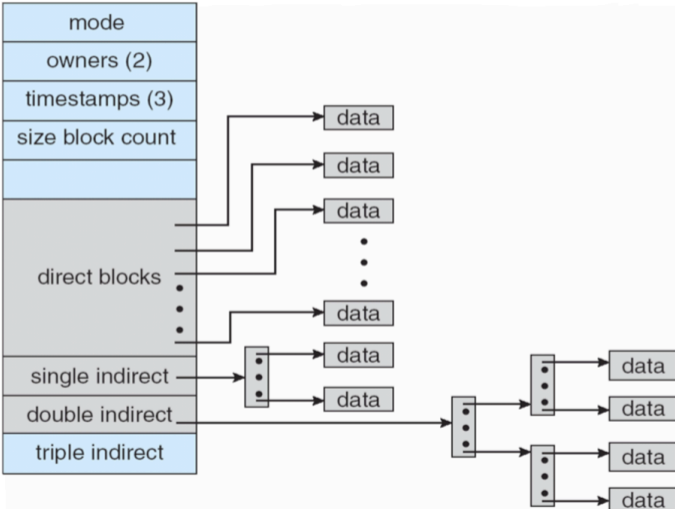 mode
owners (2)
timestamps (3)
size block count
direct blocks
single indirect
double indirect
triple indirect
data
data
data
data
data
data
data
data
data
data